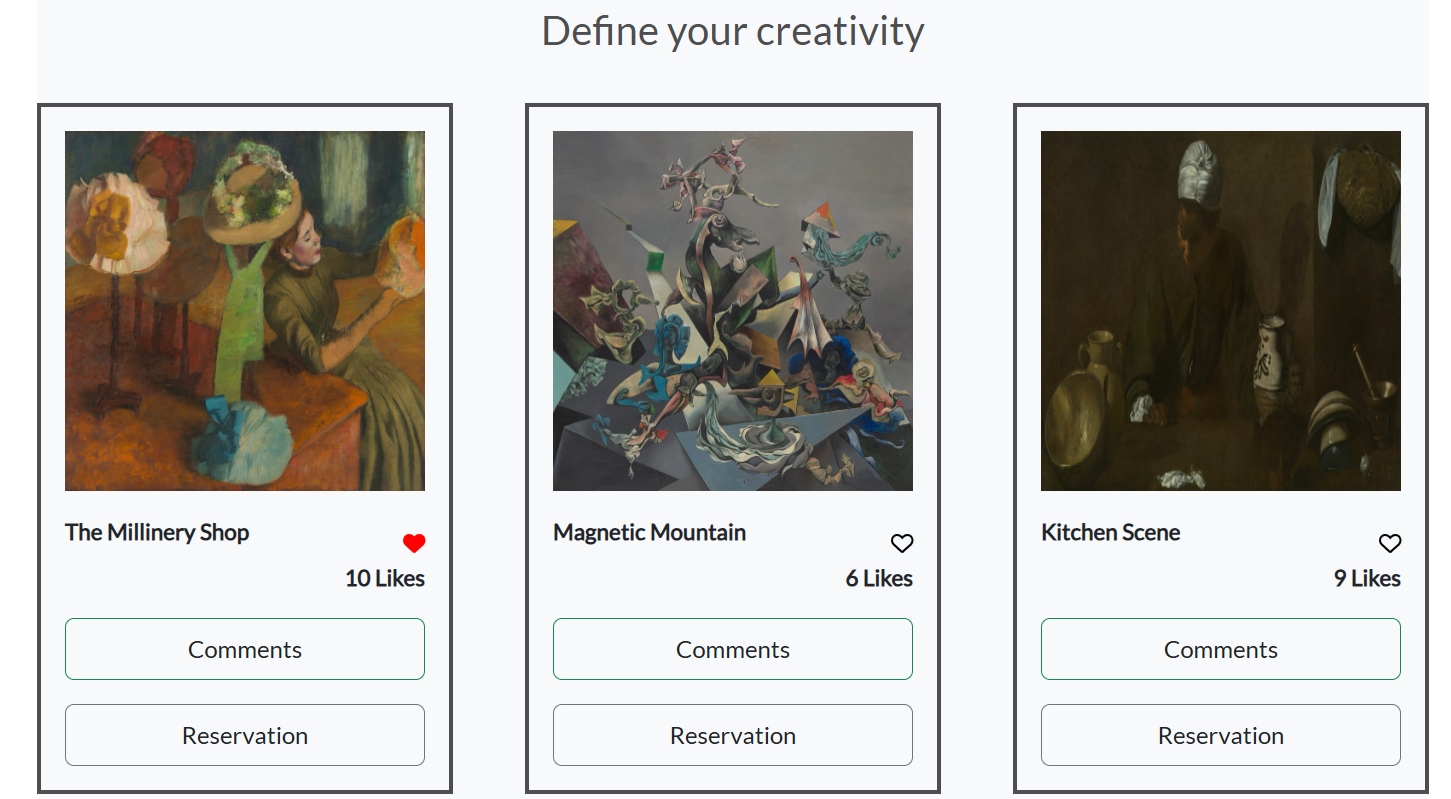 Define your creativity
The Millinery Shop
10 Likes
Comments
Reservation
Magnetic Mountain
6 Likes
Comments
Reservation
Kitchen Scene
9 Likes
Comments
Reservation